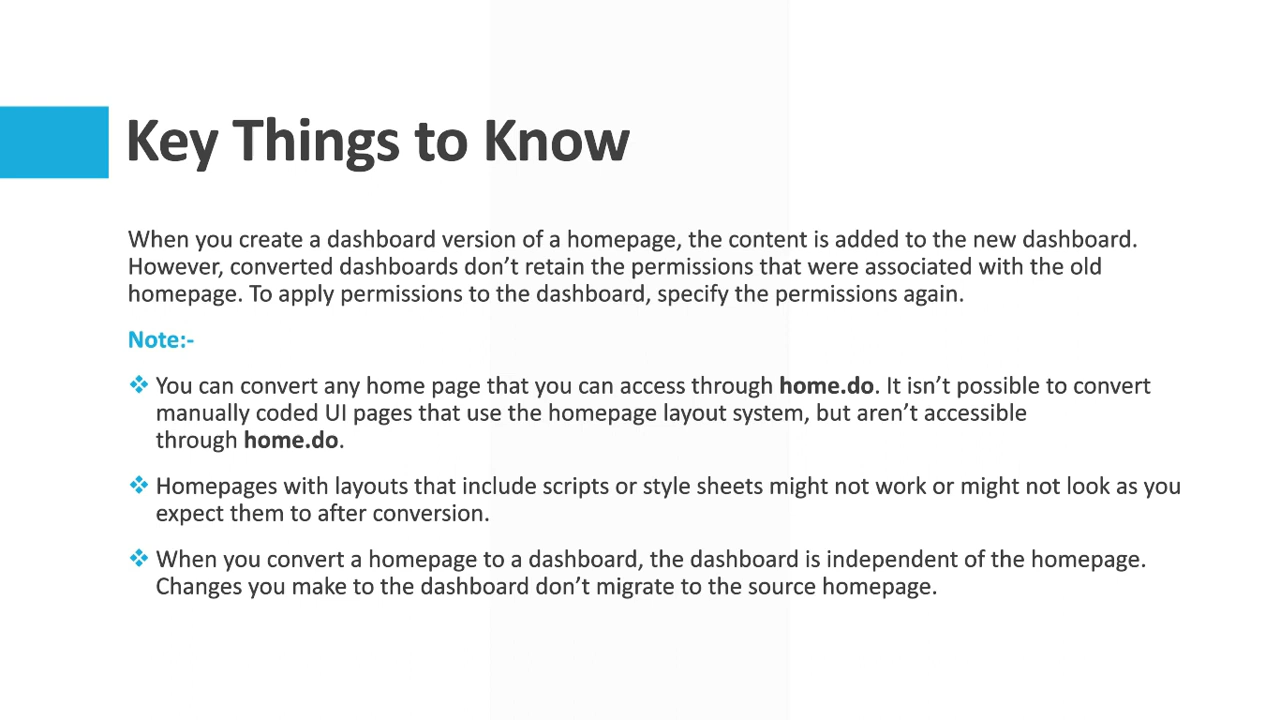 Key Things to Know
When you create a dashboard version of a homepage, the content is added to the new dashboard.
However, converted dashboards don’t retain the permissions that were associated with the old
homepage. To apply permissions to the dashboard, specify the permissions again.
Note:-
❖ You can convert any home page that you can access through home.do. It isn’t possible to convert
manually coded UI pages that use the homepage layout system, but aren’t accessible
through home.do.
❖ Homepages with layouts that include scripts or style sheets might not work or might not look as you
expect them to after conversion.
❖ When you convert a homepage to a dashboard, the dashboard is independent of the homepage.
Changes you make to the dashboard don’t migrate to the source homepage.